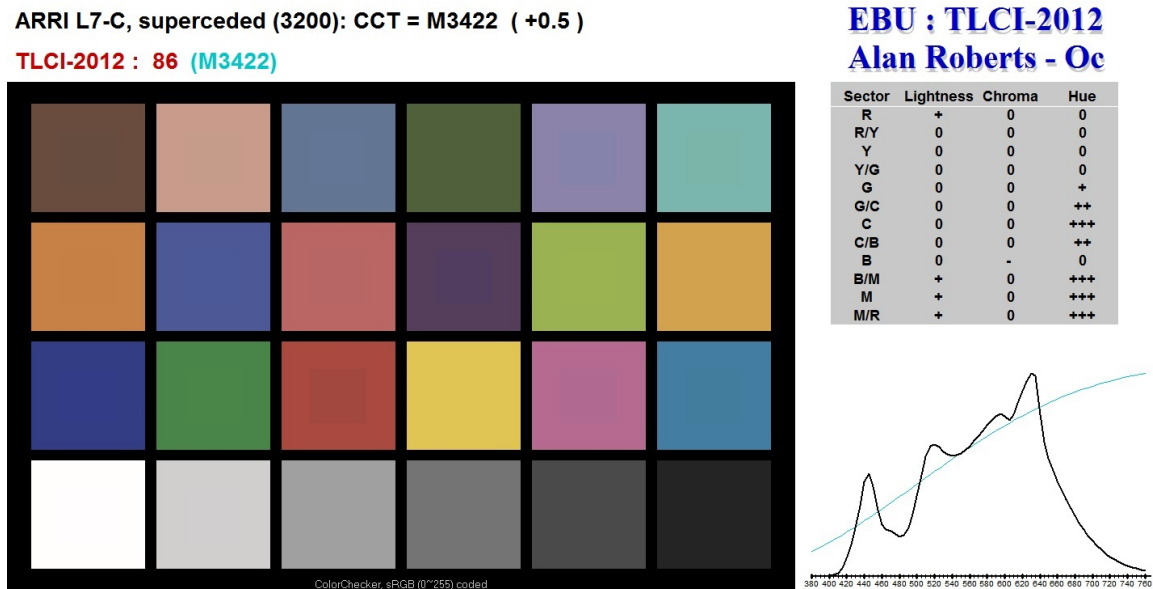 ARRI L7-C, superceded (3200): CCT = M3422 ( +0.5 )
TLCI-2012 : 86 (M3422)
EBU : TLCI-2012
Alan Roberts - Oc
Sector Lightness Chroma Hue
R + 0 0
R/Y 0 0 0
Y 0 0 0
Y/G 0 0 0
G 0 0 +
G/C 0 0 ++
C 0 0 +++
C/B 0 0 ++
B 0 - 0
B/M + 0 +++
M + 0 +++
M/R + 0 +++
ColorChecker, sRGB (0~255) coded
380 400 420 440 460 480 500 520 540 560 580 600 620 640 660 680 700 720 740 760